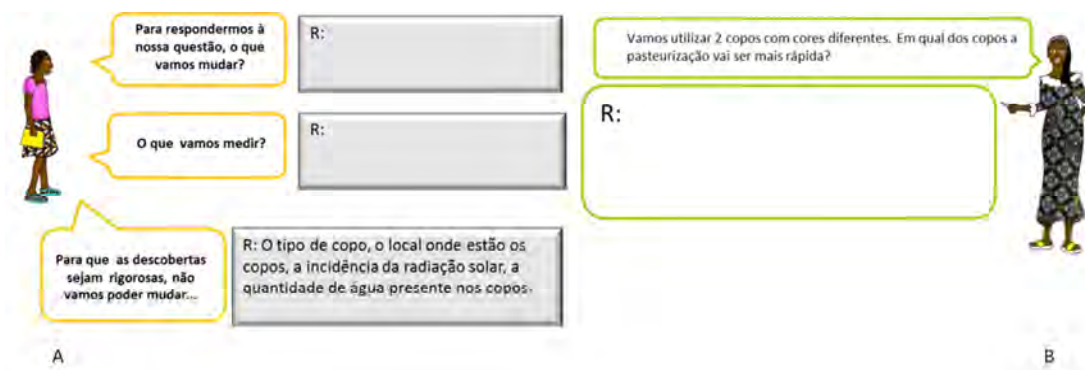 Para respondermos à
nossa questão, o que
vamos mudar?
R:
O que vamos medir?
R:
Para que as descobertas
sejam rigorosas, não
vamos poder mudar...
R: O tipo de copo, o local onde estão os
copos, a incidência da radiação solar, a
quantidade de água presente nos copos.
A
Vamos utilizar 2 copos com cores diferentes. Em qual dos copos a
pasteurização vai ser mais rápida?
R:
B